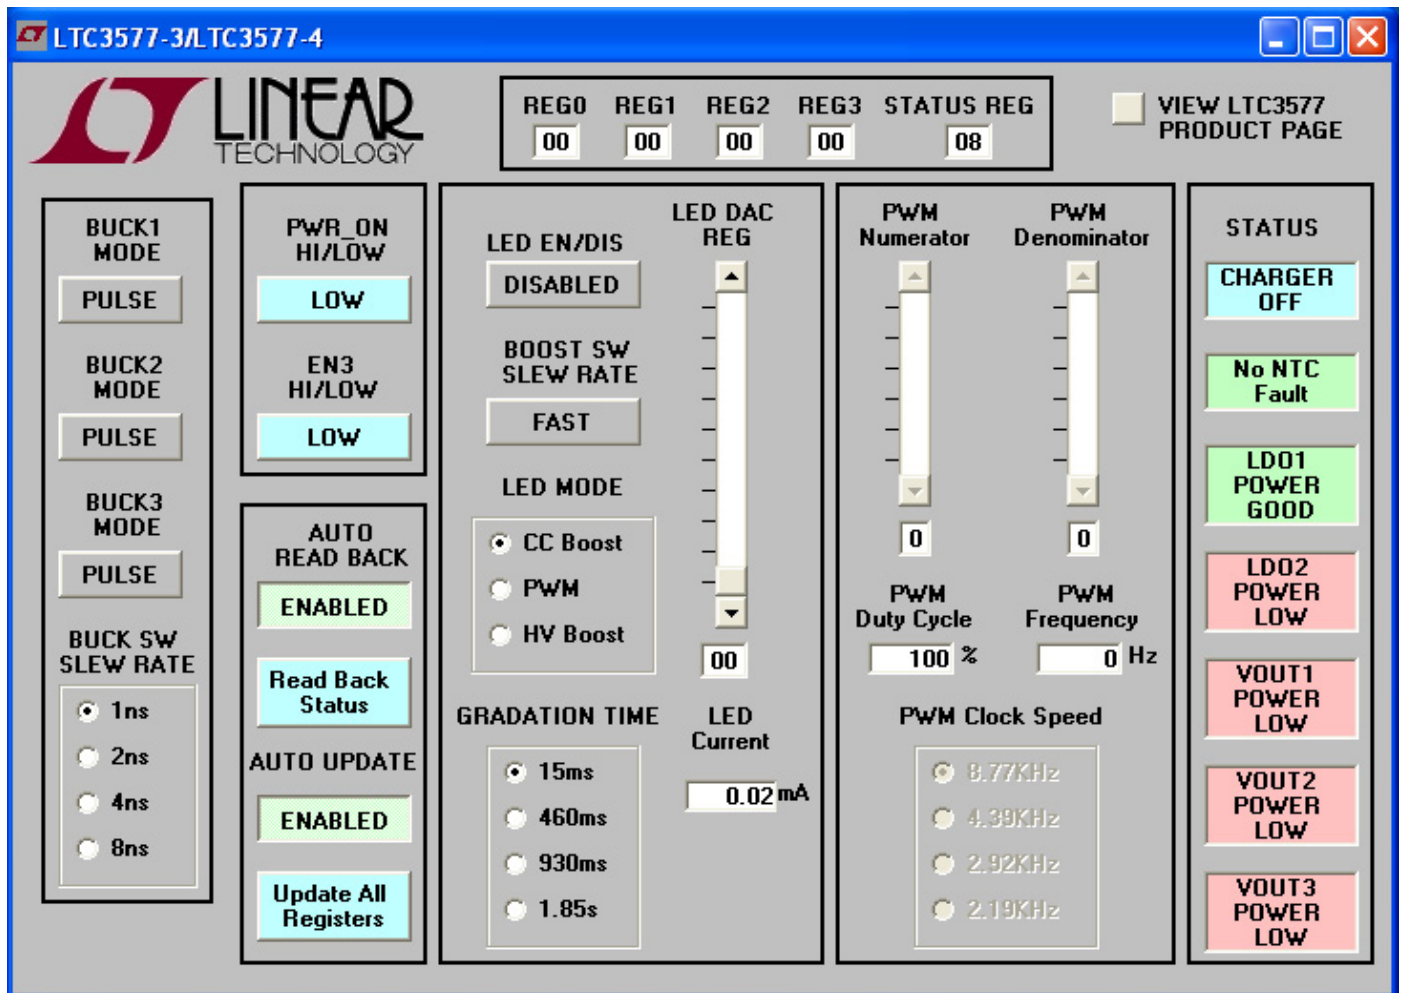 LTC3577-3/LTC3577-4
LINEAR
TECHNOLOGY
REG0 REG1 REG2 REG3 STATUS REG
00 00 00 00 08
VIEW LTC3577
PRODUCT PAGE
BUCK1
MODE
PULSE
BUCK2
MODE
PULSE
BUCK3
MODE
PULSE
BUCK SW
SLEW RATE
1ns
2ns
4ns
8ns
PWR_ON
HI/LOW
LOW
EN3
HI/LOW
LOW
AUTO
READ BACK
ENABLED
Read Back
Status
AUTO UPDATE
ENABLED
Update All
Registers
LED EN/DIS
DISABLED
BOOST SW
SLEW RATE
FAST
LED MODE
CC Boost
PWM
HV Boost
GRADATION TIME
15ms
460ms
930ms
1.85s
LED DAC
REG
00
LED
Current
0.02 mA
PWM
Numerator
0
PWM
Denominator
0
PWM
Duty Cycle
100 %
PWM
Frequency
0 Hz
PWM Clock Speed
8.77KHz
4.39KHz
2.92KHz
2.19KHz
STATUS
CHARGER
OFF
No NTC
Fault
LDO1
POWER
GOOD
LDO2
POWER
LOW
VOUT1
POWER
LOW
VOUT2
POWER
LOW
VOUT3
POWER
LOW